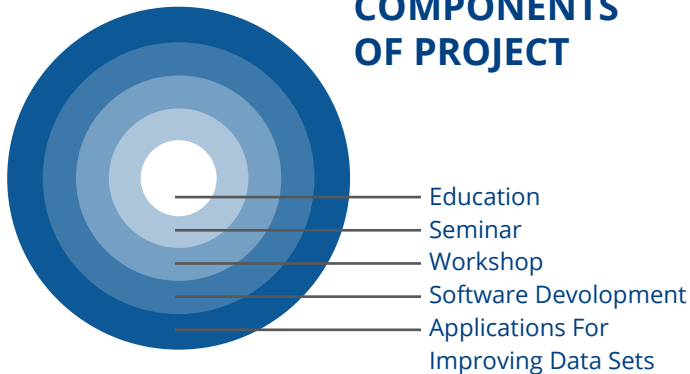 COMPONENTS
OF PROJECT
Education
Seminar
Workshop
Software Devolopment
Applications For
Improving Data Sets